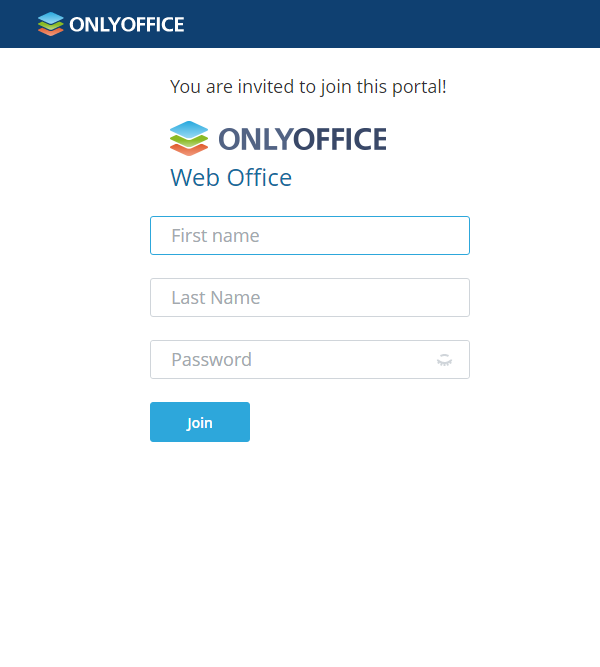 ONLYOFFICE
You are invited to join this portal!
ONLYOFFICE
Web Office
First name
Last Name
Password
Join